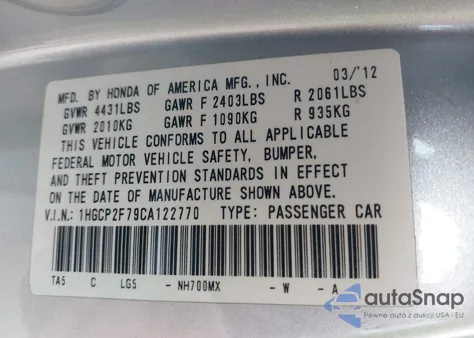 MFD. BY HONDA OF AMERICA MFG., INC. 03/'12
GVWR 4431LBS GAWR F 2403LBS R 2061LBS
GVWR 2010KG GAWR F 1090KG R 935KG
THIS VEHICLE CONFORMS TO ALL APPLICABLE
FEDERAL MOTOR VEHICLE SAFETY, BUMPER,
AND THEFT PREVENTION STANDARDS IN EFFECT
ON THE DATE OF MANUFACTURE SHOWN ABOVE.
V.I.N.: 1HGCP2F79CA122770 TYPE: PASSENGER CAR
TA5 C LG5 - NH700MX - W - A
autaSnap
Pewne auta z aukcji USA i EU